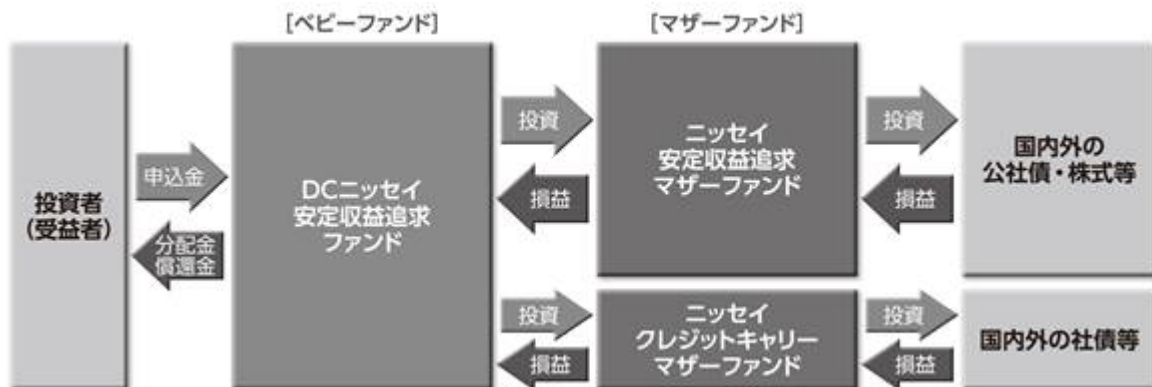 [ベビーファンド]
[マザーファンド]
投資者
(受益者)
申込金
分配金
償還金
DCニッセイ
安定収益追求
ファンド
投資
損益
ニッセイ
安定収益追求
マザーファンド
投資
損益
国内外の
公社債・株式等
投資
損益
ニッセイ
クレジットキャリー
マザーファンド
投資
損益
国内外の社債等